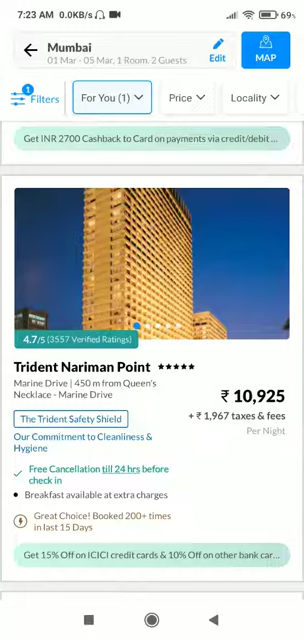 7:23 AM 0.0KB/s
69%
Mumbai
01 Mar - 05 Mar, 1 Room, 2 Guests
Edit
MAP
1
Filters
For You (1)
Price
Locality
Get INR 2700 Cashback to Card on payments via credit/debit ...
4.7/5 (3557 Verified Ratings)
Trident Nariman Point
Marine Drive | 450 m from Queen's
Necklace - Marine Drive
₹ 10,925
+ ₹ 1,967 taxes & fees
Per Night
The Trident Safety Shield
Our Commitment to Cleanliness &
Hygiene
Free Cancellation till 24 hrs before
check in
Breakfast available at extra charges
Great Choice! Booked 200+ times
in last 15 Days
Get 15% Off on ICICI credit cards & 10% Off on other bank car...